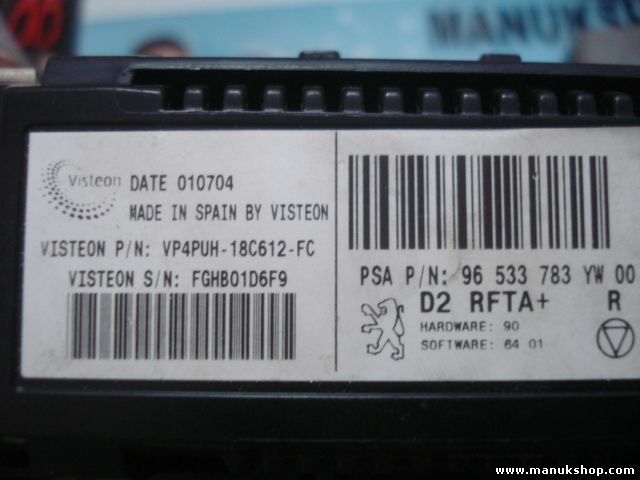 MANUKSHOP
Visteon
DATE 010704
MADE IN SPAIN BY VISTEON
VISTEON P/N: VP4PUH-18C612-FC
VISTEON S/N: FGHB01D6F9
PSA P/N: 96 533 783 YW 00
D2 RFTA+ R
HARDWARE: 90
SOFTWARE: 64 01
www.manukshop.com